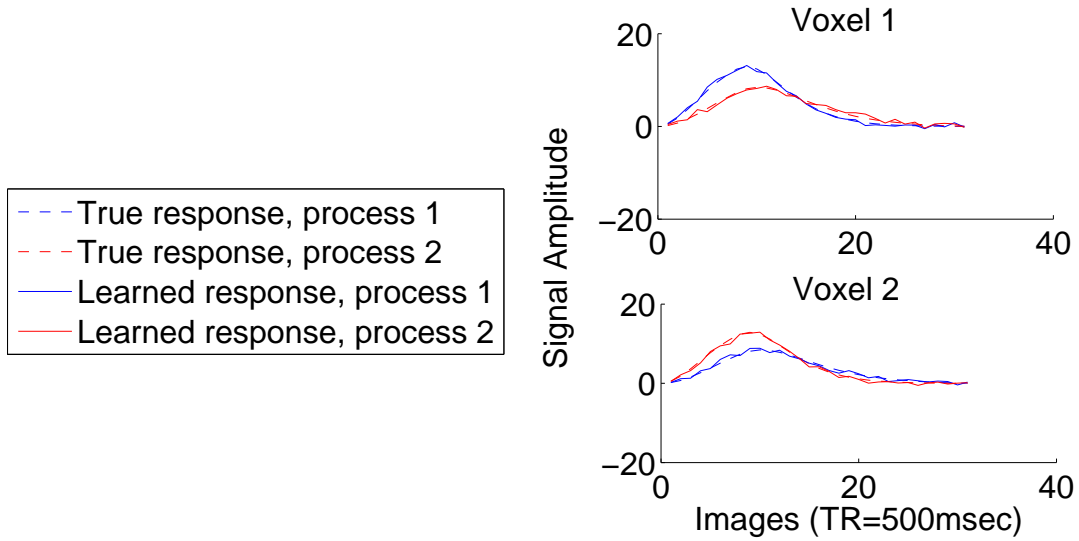 True response, process 1
True response, process 2
Learned response, process 1
Learned response, process 2
Signal Amplitude
Voxel 1
20
0
−20
0
20
40
Voxel 2
20
0
−20
0
20
40
Images (TR=500msec)